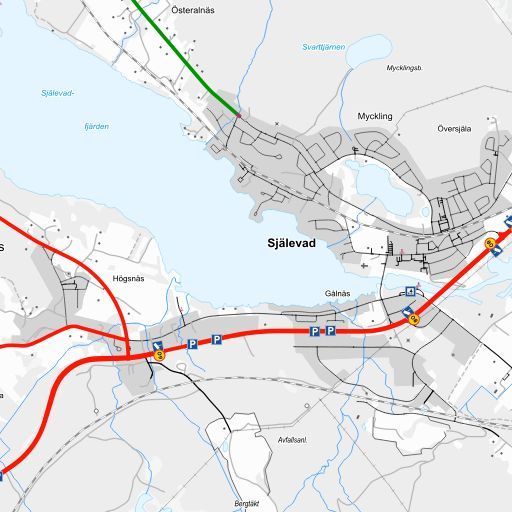 Österalnäs
Svarttjärnen
Mycklingsb.
Själevad-
fjärden
Myckling
Översjäla
Själevad
Högsnäs
Gålnäs
P
P
P
P
Avfallsanl.
Bergtäkt